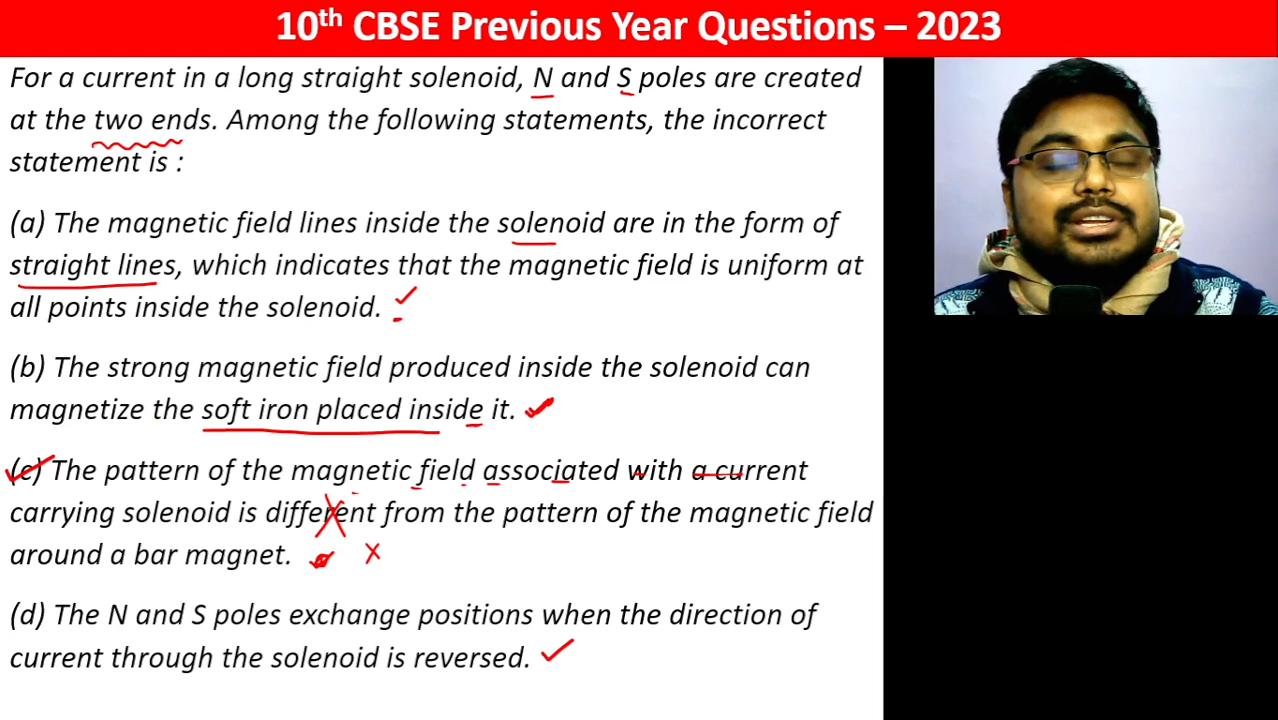 10th CBSE Previous Year Questions – 2023
For a current in a long straight solenoid, N and S poles are created
at the two ends. Among the following statements, the incorrect
statement is :
(a) The magnetic field lines inside the solenoid are in the form of
straight lines, which indicates that the magnetic field is uniform at
all points inside the solenoid.
(b) The strong magnetic field produced inside the solenoid can
magnetize the soft iron placed inside it.
(c) The pattern of the magnetic field associated with a current
carrying solenoid is different from the pattern of the magnetic field
around a bar magnet.
(d) The N and S poles exchange positions when the direction of
current through the solenoid is reversed.